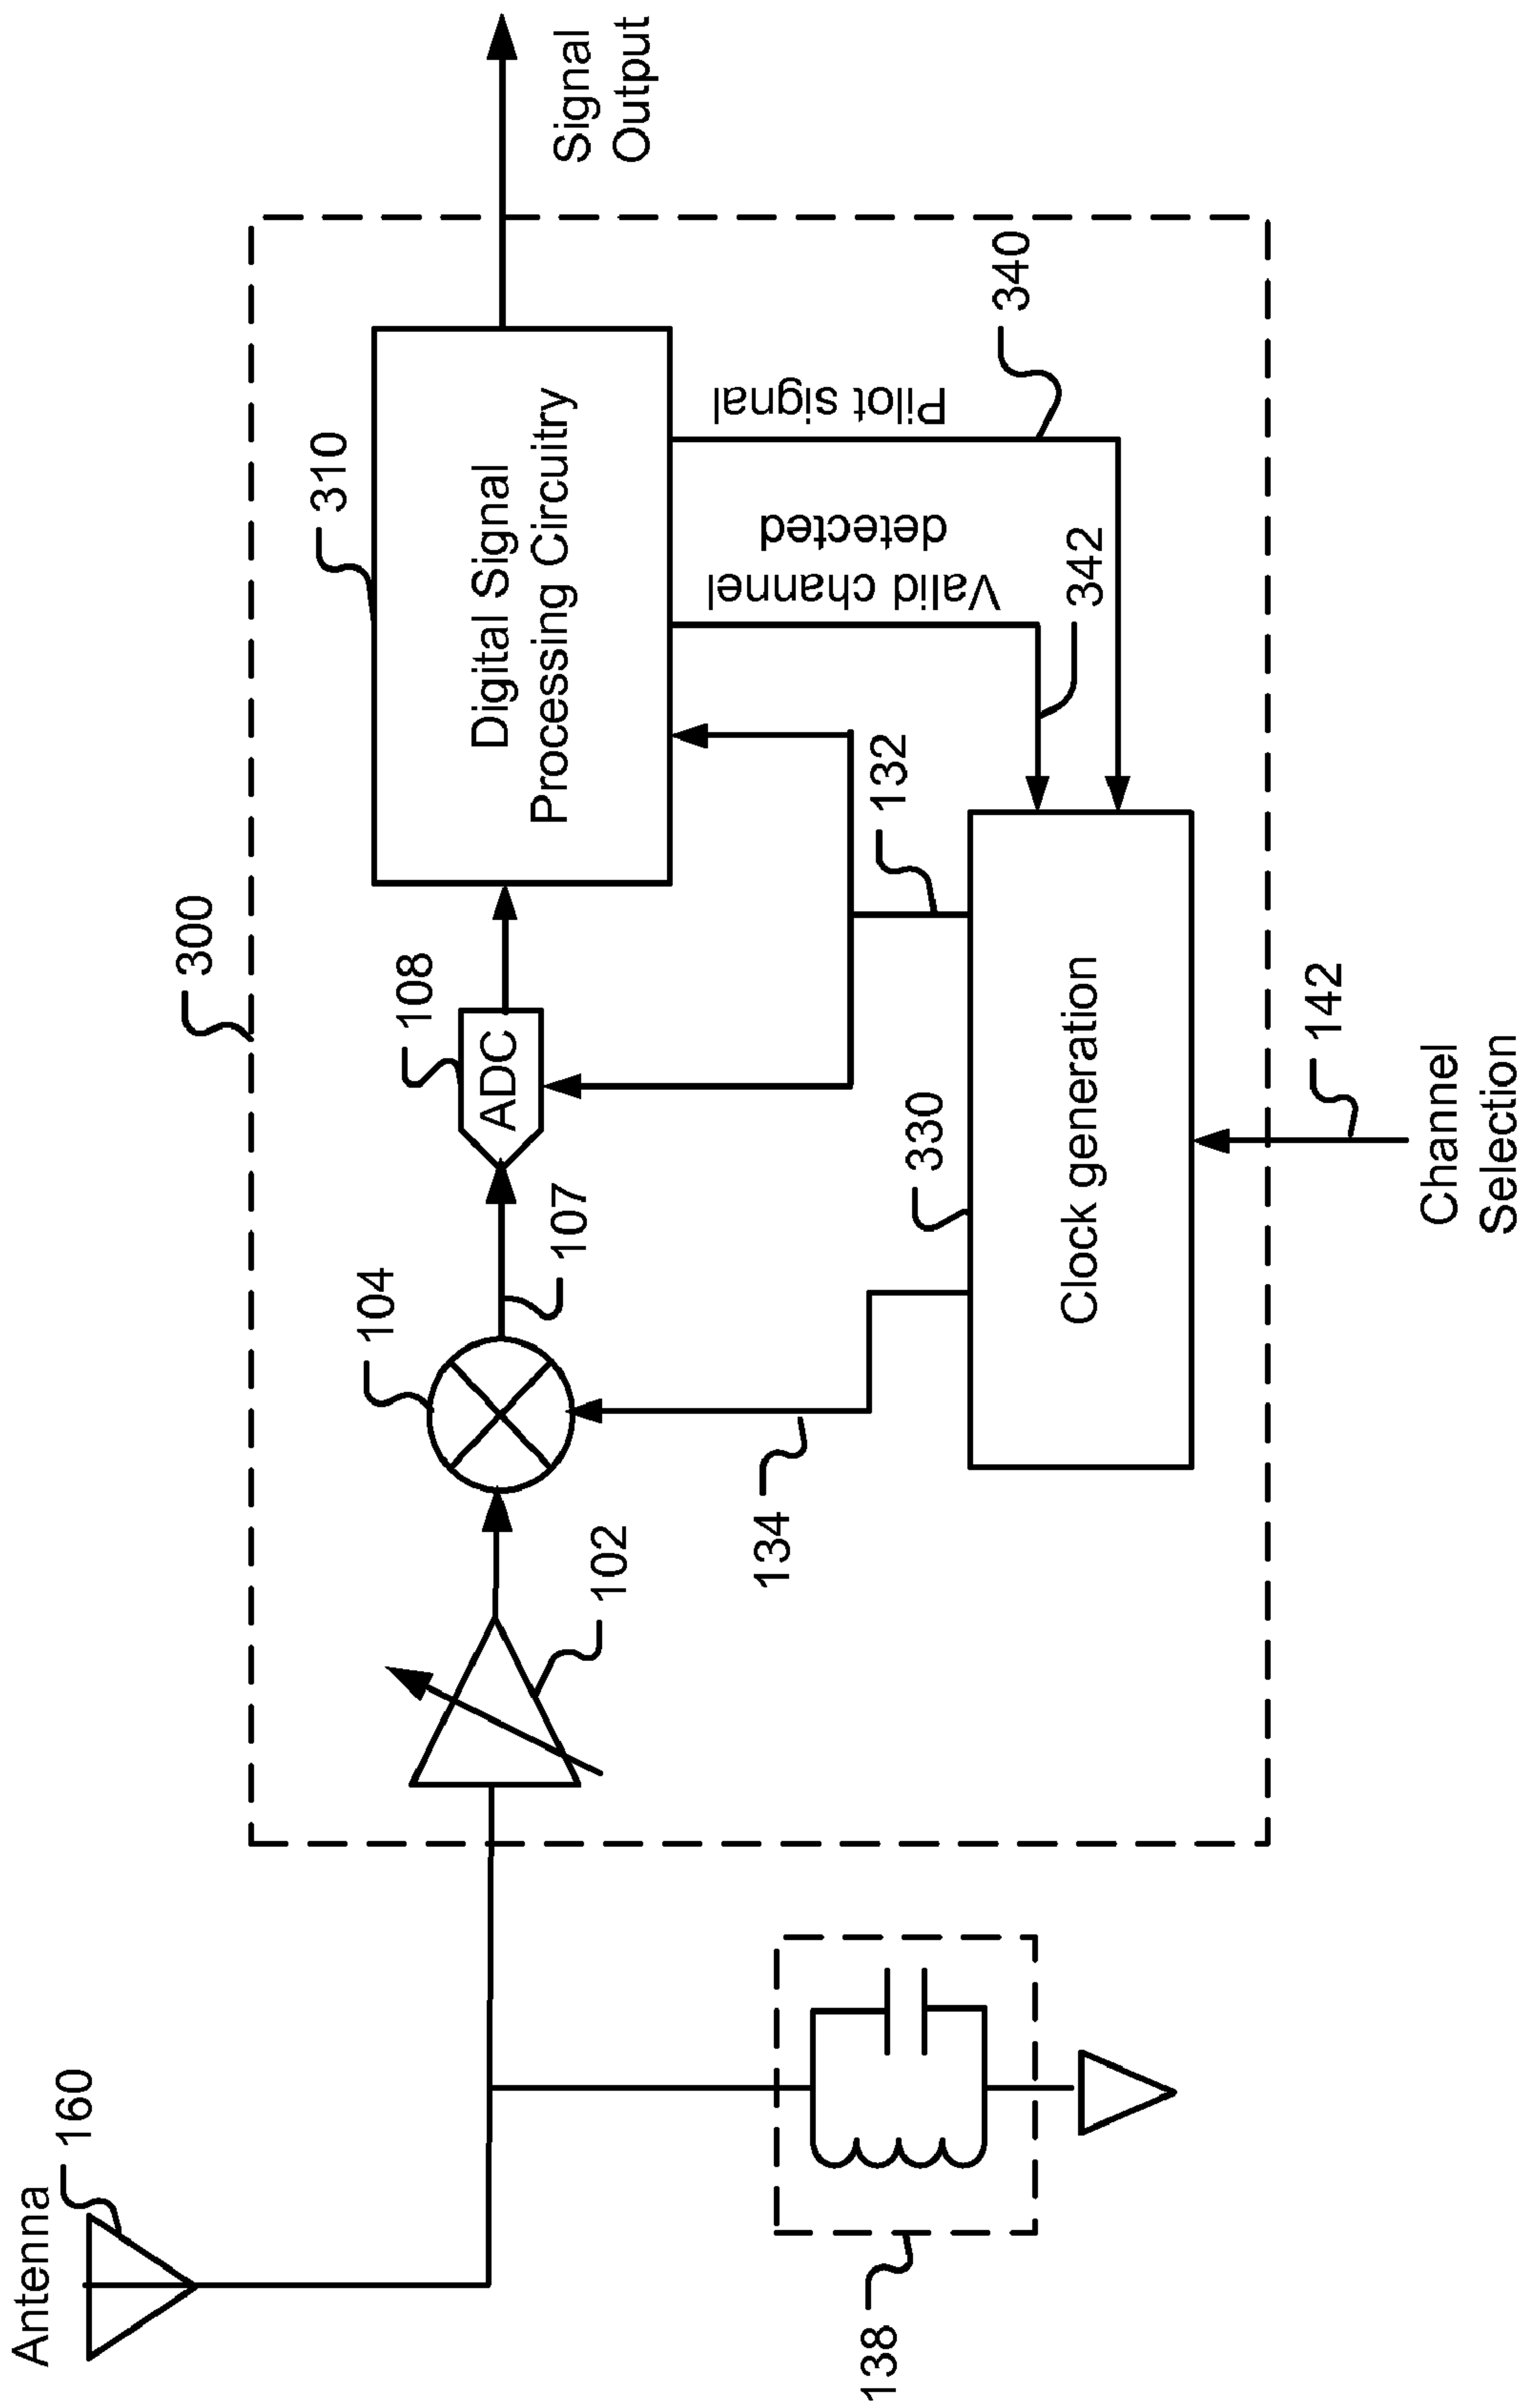 Antenna
160
138
102
104
134
107
108
ADC
300
310
Digital Signal
Processing Circuitry
132
330
Clock generation
142
Channel
Selection
Valid channel
detected
342
Pilot signal
340
Signal
Output